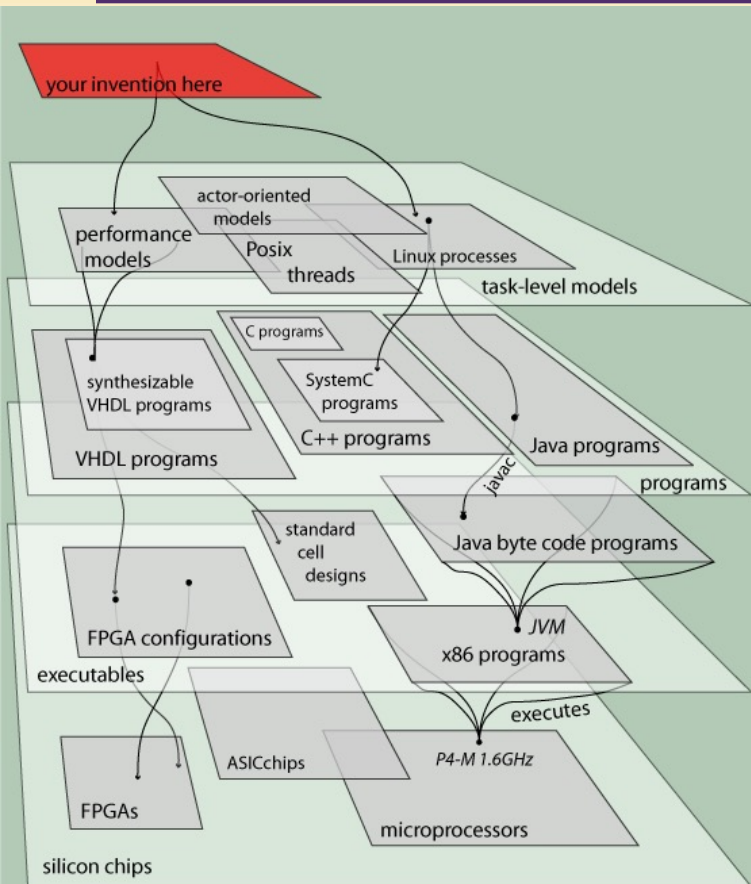 your invention here
actor-oriented
models
performance
models
Posix
threads
Linux processes
task-level models
C programs
synthesizable
VHDL programs
SystemC
programs
C++ programs
Java programs
VHDL programs
programs
javac
standard
cell
designs
Java byte code programs
FPGA configurations
JVM
x86 programs
executables
executes
ASICchips
P4-M 1.6GHz
FPGAs
microprocessors
silicon chips